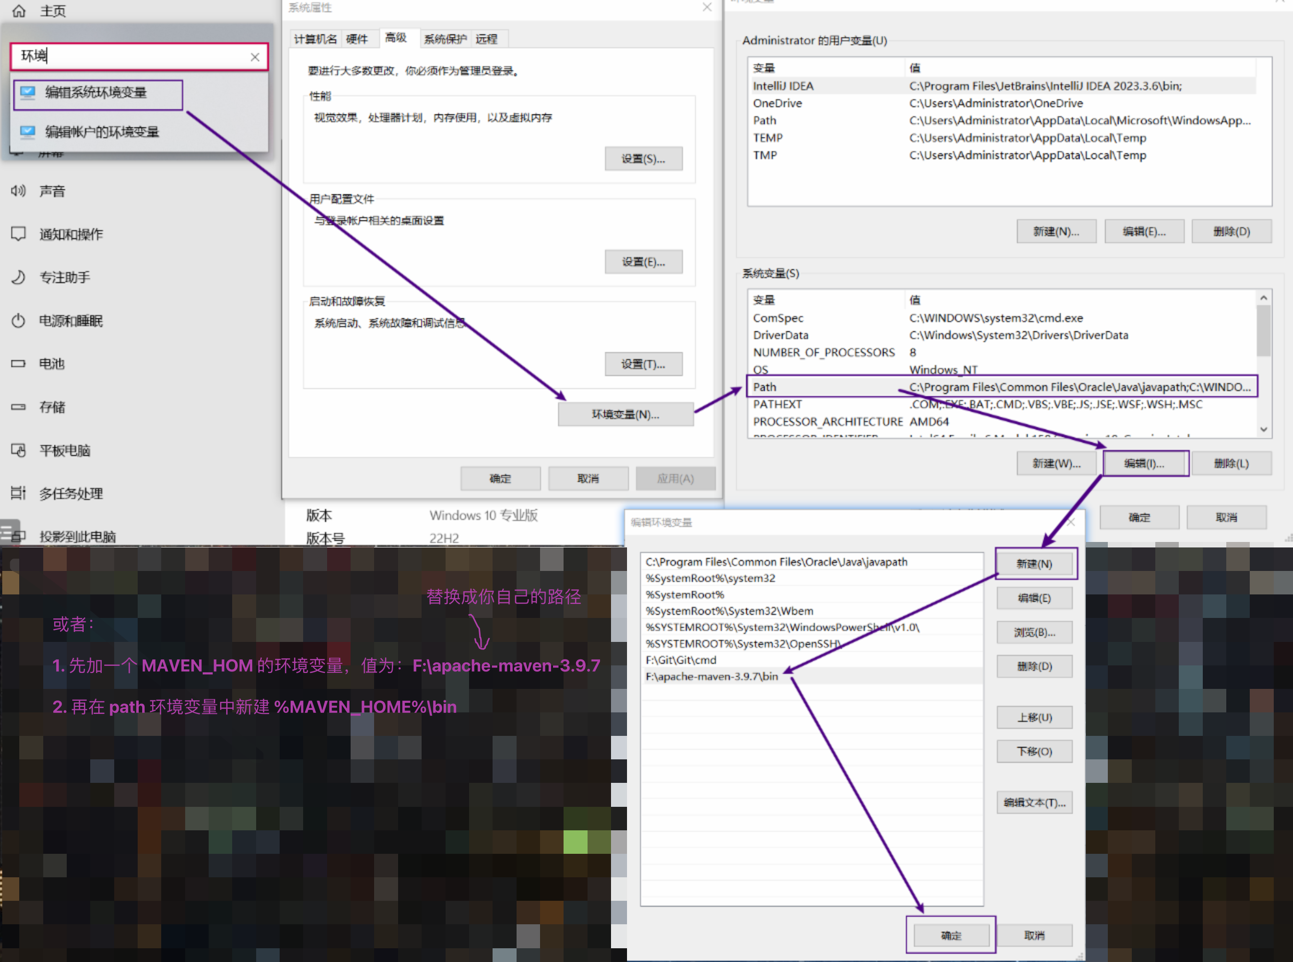 主页
环境
编辑系统环境变量
编辑帐户的环境变量
声音
通知和操作
专注助手
电源和睡眠
电池
存储
平板电脑
多任务处理
投影到此电脑
系统属性
计算机名 硬件 高级 系统保护 远程
要进行大多数更改，你必须作为管理员登录。
性能
视觉效果，处理器计划，内存使用，以及虚拟内存
设置(S)...
用户配置文件
与登录帐户相关的桌面设置
设置(E)...
启动和故障恢复
系统启动、系统故障和调试信息
设置(T)...
环境变量(N)...
确定 取消 应用(A)
版本 Windows 10 专业版
版本号 22H2
Administrator 的用户变量(U)
变量 值
IntelliJ IDEA C:\Program Files\JetBrains\IntelliJ IDEA 2023.3.6\bin;
OneDrive C:\Users\Administrator\OneDrive
Path C:\Users\Administrator\AppData\Local\Microsoft\WindowsApp...
TEMP C:\Users\Administrator\AppData\Local\Temp
TMP C:\Users\Administrator\AppData\Local\Temp
新建(N)... 编辑(E)... 删除(D)
系统变量(S)
变量 值
ComSpec C:\WINDOWS\system32\cmd.exe
DriverData C:\Windows\System32\Drivers\DriverData
NUMBER_OF_PROCESSORS 8
OS Windows_NT
Path C:\Program Files\Common Files\Oracle\Java\javapath;C:\WINDO...
PATHEXT .COM;.EXE;.BAT;.CMD;.VBS;.VBE;.JS;.JSE;.WSF;.WSH;.MSC
PROCESSOR_ARCHITECTURE AMD64
新建(W)... 编辑(I)... 删除(L)
确定 取消
编辑环境变量
C:\Program Files\Common Files\Oracle\Java\javapath
%SystemRoot%\system32
%SystemRoot%
%SystemRoot%\System32\Wbem
%SYSTEMROOT%\System32\WindowsPowerShell\v1.0\
%SYSTEMROOT%\System32\OpenSSH\
F:\Git\Git\cmd
F:\apache-maven-3.9.7\bin
新建(N)
编辑(E)
浏览(B)...
删除(D)
上移(U)
下移(O)
编辑文本(T)...
确定 取消
替换成你自己的路径
或者：
1. 先加一个 MAVEN_HOM 的环境变量，值为：F:\apache-maven-3.9.7
2. 再在 path 环境变量中新建 %MAVEN_HOME%\bin